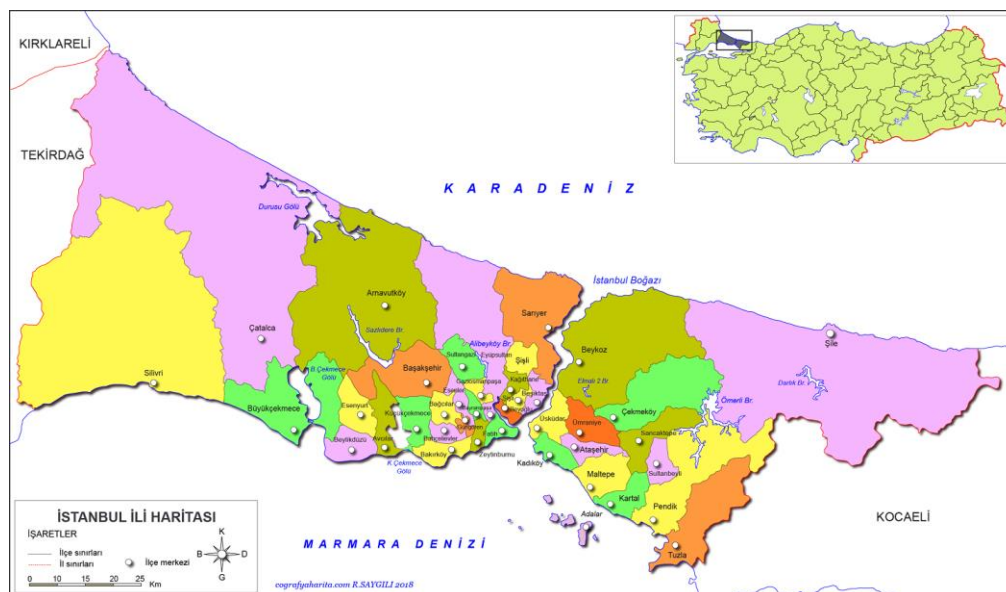 KIRKLARELİ
TEKİRDAĞ
K A R A D E N İ Z
Durusu Gölü
İstanbul Boğazı
Arnavutköy
Sarıyer
Sazlıdere Br.
Çatalca
Alibeyköy Br.
Eyüpsultan
Sultangazi
Şişli
Beykoz
Şile
Silivri
B.Çekmece
Gölü
Başakşehir
Gaziosmanpaşa
Kağıthane
Elmalı 2 Br.
Darlık Br.
Ömerli Br.
Esenler
Beşiktaş
Büyükçekmece
Esenyurt
Küçükçekmece
Bağcılar
Güngören
Fatih
Üsküdar
Ümraniye
Çekmeköy
Sancaktepe
Beylikdüzü
Avcılar
Bahçelievler
Bakırköy
Zeytinburnu
K.Çekmece
Gölü
Kadıköy
Ataşehir
Sultanbeyli
Maltepe
Kartal
Pendik
Adalar
Tuzla
KOCAELİ
M A R M A R A D E N İ Z İ
İSTANBUL İLİ HARİTASI
İŞARETLER
İlçe sınırları
İl sınırları
İlçe merkezi
K
B D
G
0 5 10 15 20 25
Km
cografyaharita.com R.SAYGILI 2018